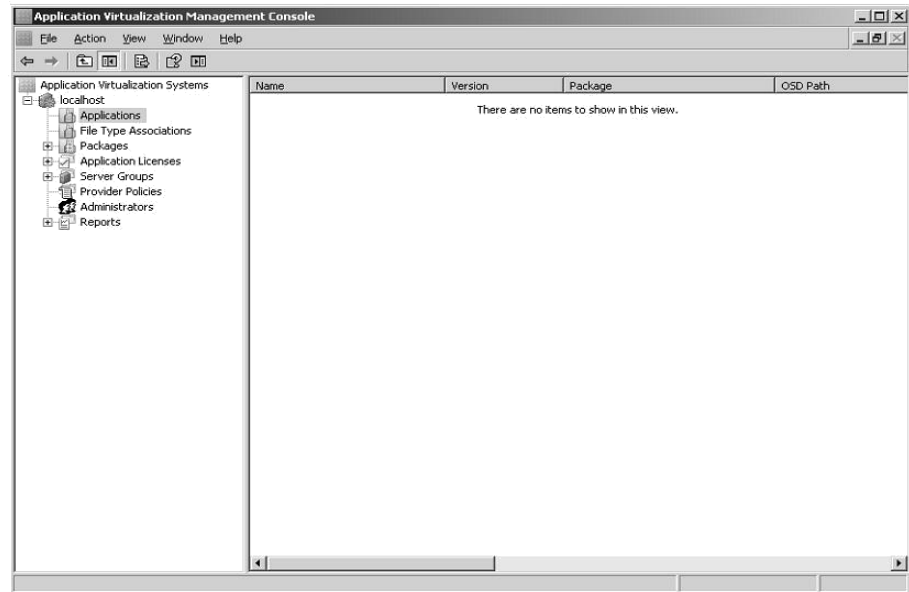 Application Virtualization Management Console
File Action View Window Help
Application Virtualization Systems
localhost
Applications
File Type Associations
Packages
Application Licenses
Server Groups
Provider Policies
Administrators
Reports
Name Version Package OSD Path
There are no items to show in this view.